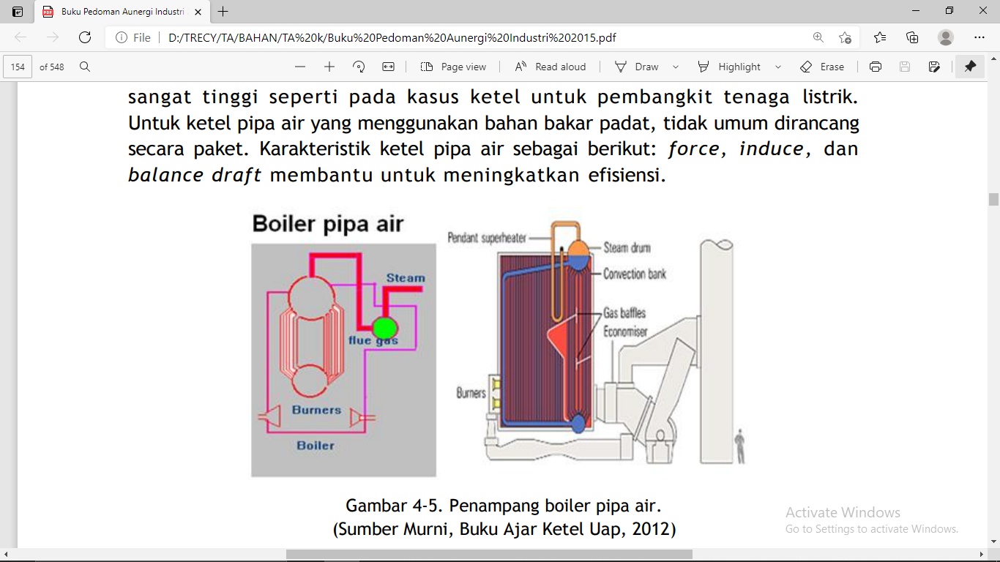 Buku Pedoman Aunergi Industri
File
D:/TRECY/TA/BAHAN/TA%20k/Buku%20Pedoman%20Aunergi%20Industri%202015.pdf
154 of 548
Page view
Read aloud
Draw
Highlight
Erase
sangat tinggi seperti pada kasus ketel untuk pembangkit tenaga listrik.
Untuk ketel pipa air yang menggunakan bahan bakar padat, tidak umum dirancang
secara paket. Karakteristik ketel pipa air sebagai berikut: force, induce, dan
balance draft membantu untuk meningkatkan efisiensi.
Boiler pipa air
Steam
flue gas
Burners
Boiler
Pendant superheater
Steam drum
Convection bank
Gas baffles
Economiser
Burners
Gambar 4-5. Penampang boiler pipa air.
(Sumber Murni, Buku Ajar Ketel Uap, 2012)
Activate Windows
Go to Settings to activate Windows.